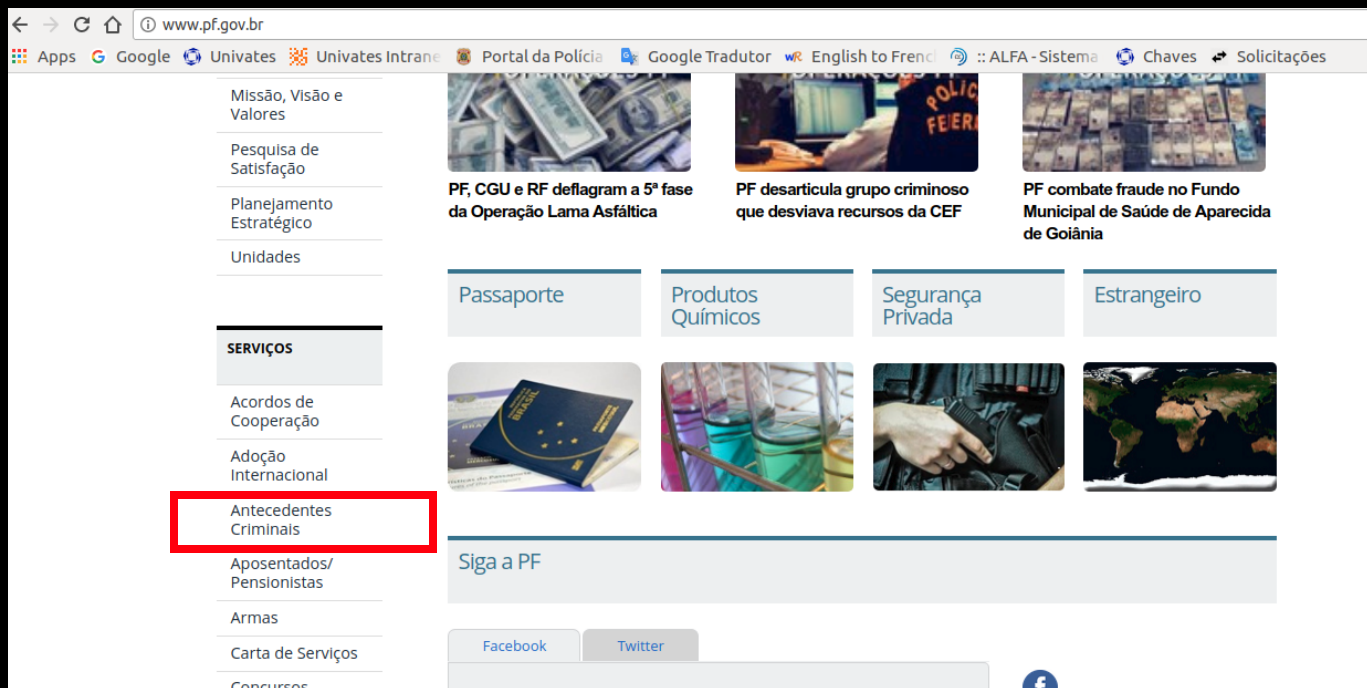 www.pf.gov.br
Apps
Google
Univates
Univates Intrane
Portal da Polícia
Google Tradutor
wR
English to Frenc
:: ALFA - Sistema
Chaves
Solicitações
Missão, Visão e
Valores
Pesquisa de
Satisfação
Planejamento
Estratégico
Unidades
SERVIÇOS
Acordos de
Cooperação
Adoção
Internacional
Antecedentes
Criminais
Aposentados/
Pensionistas
Armas
Carta de Serviços
Concursos
PF, CGU e RF deflagram a 5ª fase
da Operação Lama Asfáltica
PF desarticula grupo criminoso
que desviava recursos da CEF
PF combate fraude no Fundo
Municipal de Saúde de Aparecida
de Goiânia
Passaporte
Produtos
Químicos
Segurança
Privada
Estrangeiro
BRASIL
Siga a PF
Facebook
Twitter